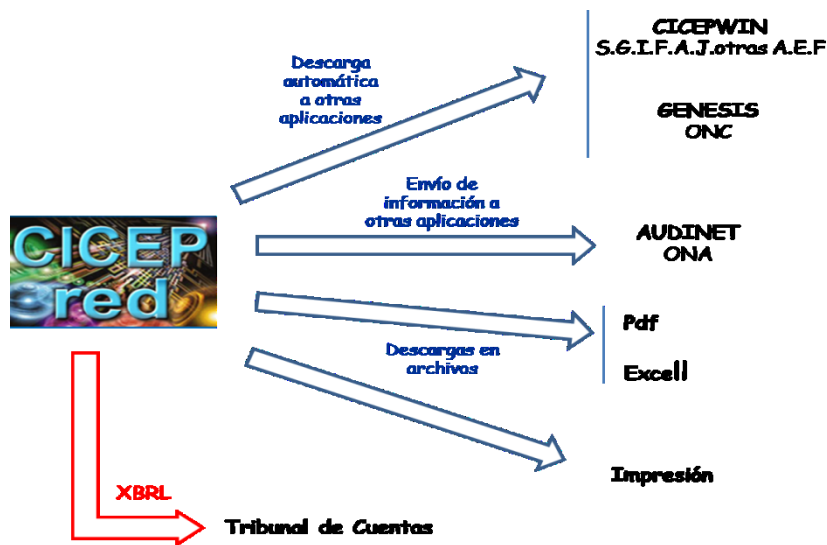 CICEPWIN
S.G.I.F.A.J.otras A.E.F
Descarga
automática
a otras
aplicaciones
GENESIS
ONC
Envío de
información a
otras aplicaciones
CICEP
red
AUDINET
ONA
Pdf
Descargas en
archivos
Excell
Impresión
XBRL
Tribunal de Cuentas